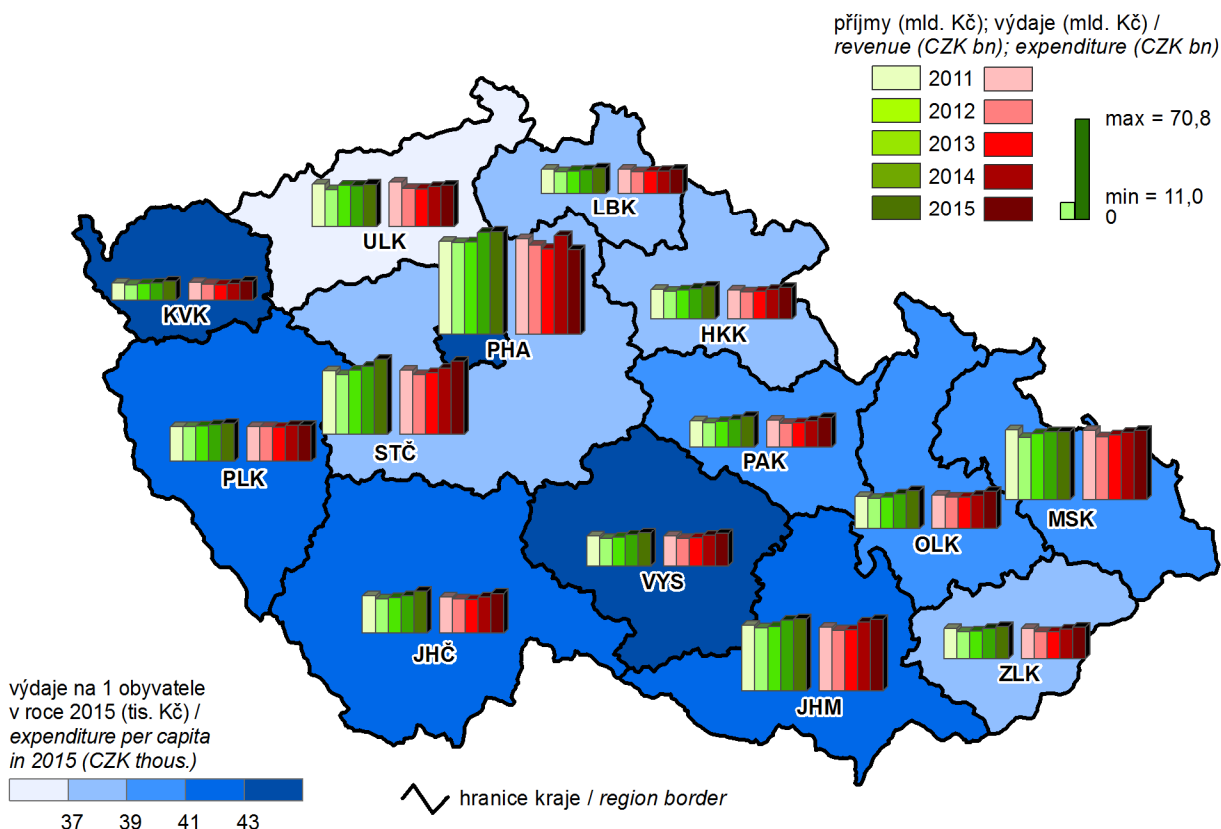 příjmy (mld. Kč); výdaje (mld. Kč) /
revenue (CZK bn); expenditure (CZK bn)
2011
2012
2013
2014
2015
max = 70,8
min = 11,0
0
ULK
LBK
KVK
PHA
HKK
STČ
PLK
PAK
MSK
OLK
VYS
JHČ
ZLK
JHM
výdaje na 1 obyvatele
v roce 2015 (tis. Kč) /
expenditure per capita
in 2015 (CZK thous.)
37 39 41 43
hranice kraje / region border